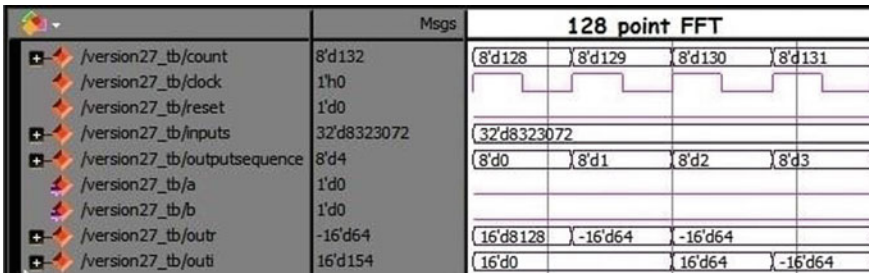 Msgs 128 point FFT
/version27_tb/count 8'd132 8'd128 8'd129 8'd130 8'd131
/version27_tb/clock 1'h0
/version27_tb/reset 1'd0
/version27_tb/inputs 32'd8323072 32'd8323072
/version27_tb/outputsequence 8'd4 8'd0 8'd1 8'd2 8'd3
/version27_tb/a 1'd0
/version27_tb/b 1'd0
/version27_tb/outr -16'd64 16'd8128 -16'd64 -16'd64
/version27_tb/outi 16'd154 16'd0 16'd64 -16'd64